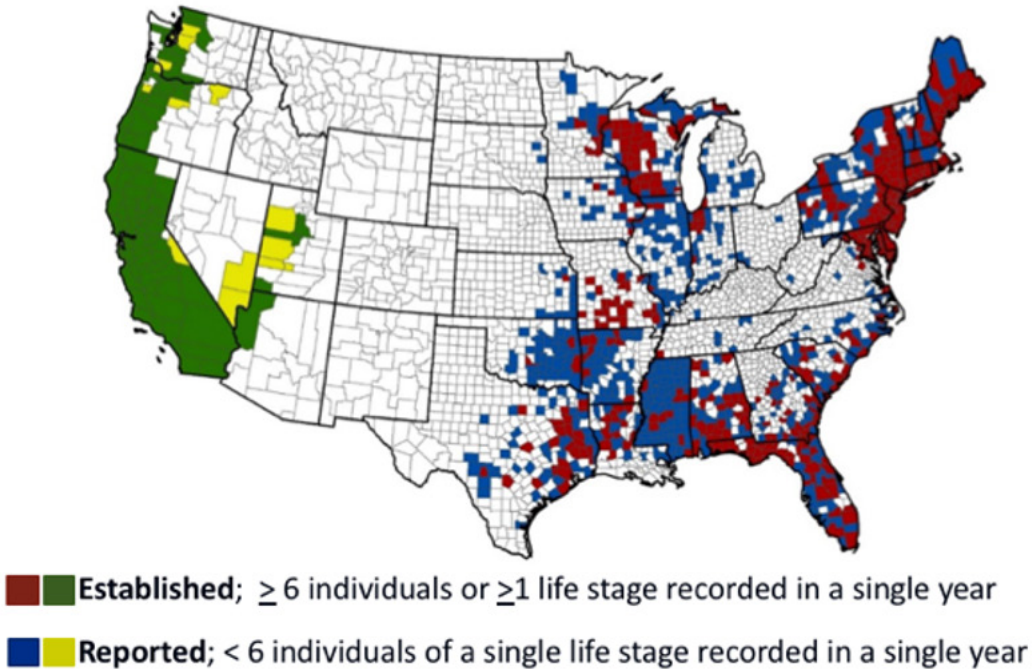 Established; ≥ 6 individuals or ≥1 life stage recorded in a single year
Reported; < 6 individuals of a single life stage recorded in a single year